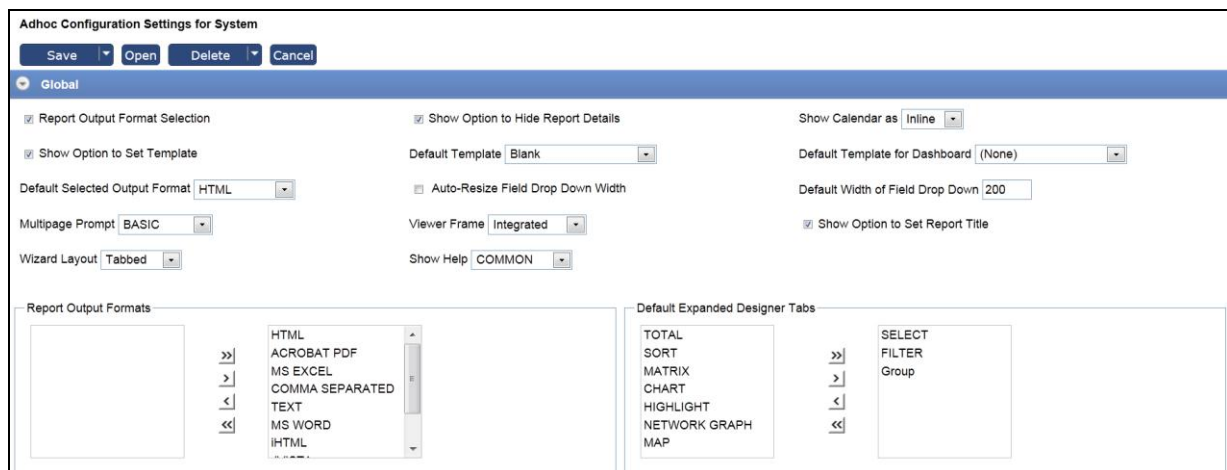 Adhoc Configuration Settings for System
Save Open Delete Cancel
Global
Report Output Format Selection Show Option to Hide Report Details Show Calendar as Inline
Show Option to Set Template Default Template Blank Default Template for Dashboard (None)
Default Selected Output Format HTML Auto-Resize Field Drop Down Width Default Width of Field Drop Down 200
Multipage Prompt BASIC Viewer Frame Integrated Show Option to Set Report Title
Wizard Layout Tabbed Show Help COMMON
Report Output Formats
HTML
ACROBAT PDF
MS EXCEL
COMMA SEPARATED
TEXT
MS WORD
iHTML
Default Expanded Designer Tabs
TOTAL
SORT
MATRIX
CHART
HIGHLIGHT
NETWORK GRAPH
MAP
SELECT
FILTER
Group